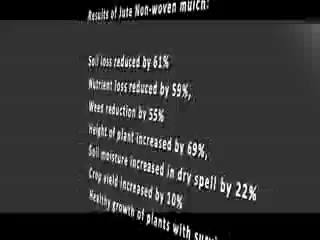 Results of Jute Non-woven mulch:
Soil loss reduced by 61%
Nutrient loss reduced by 59%,
Wees reduction by 55%
Height of plant increased by 69%,
Soil moisture increased in dry spell by 22%
Crop yield increased by 10%
Healthy growth of plants with